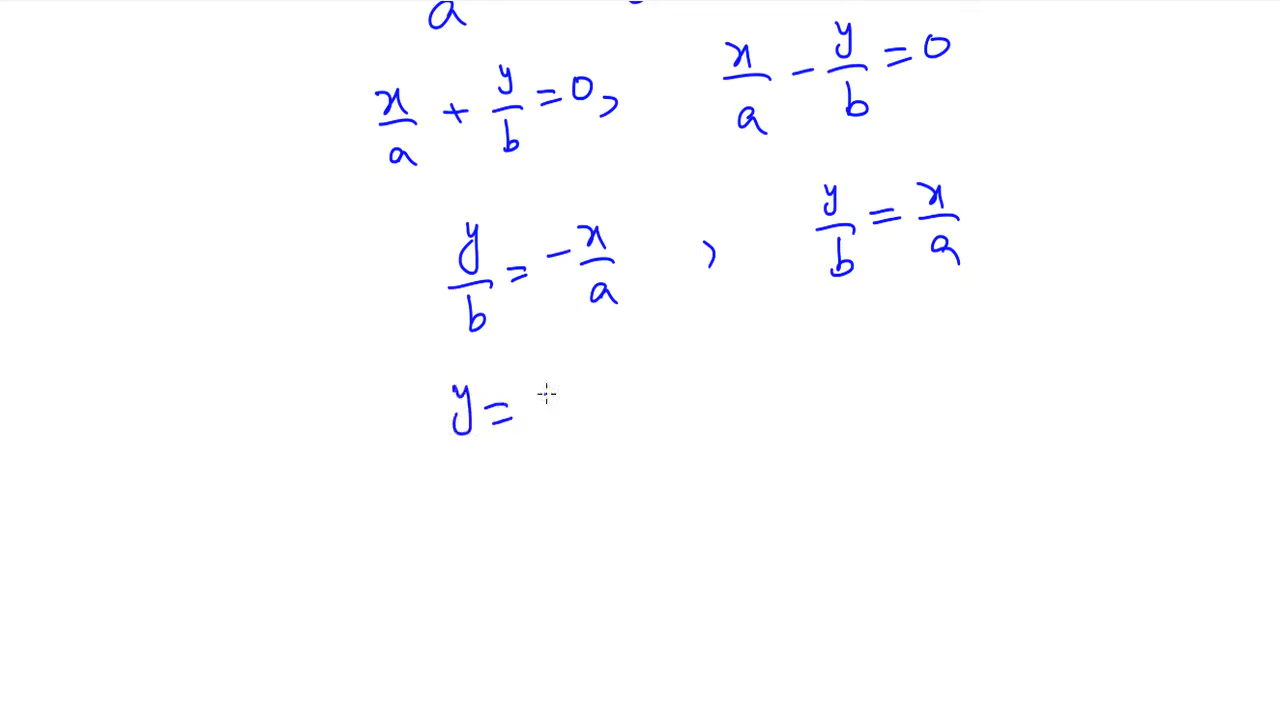 a
x/a + y/b = 0, x/a - y/b = 0
y/b = -x/a , y/b = x/a
y =